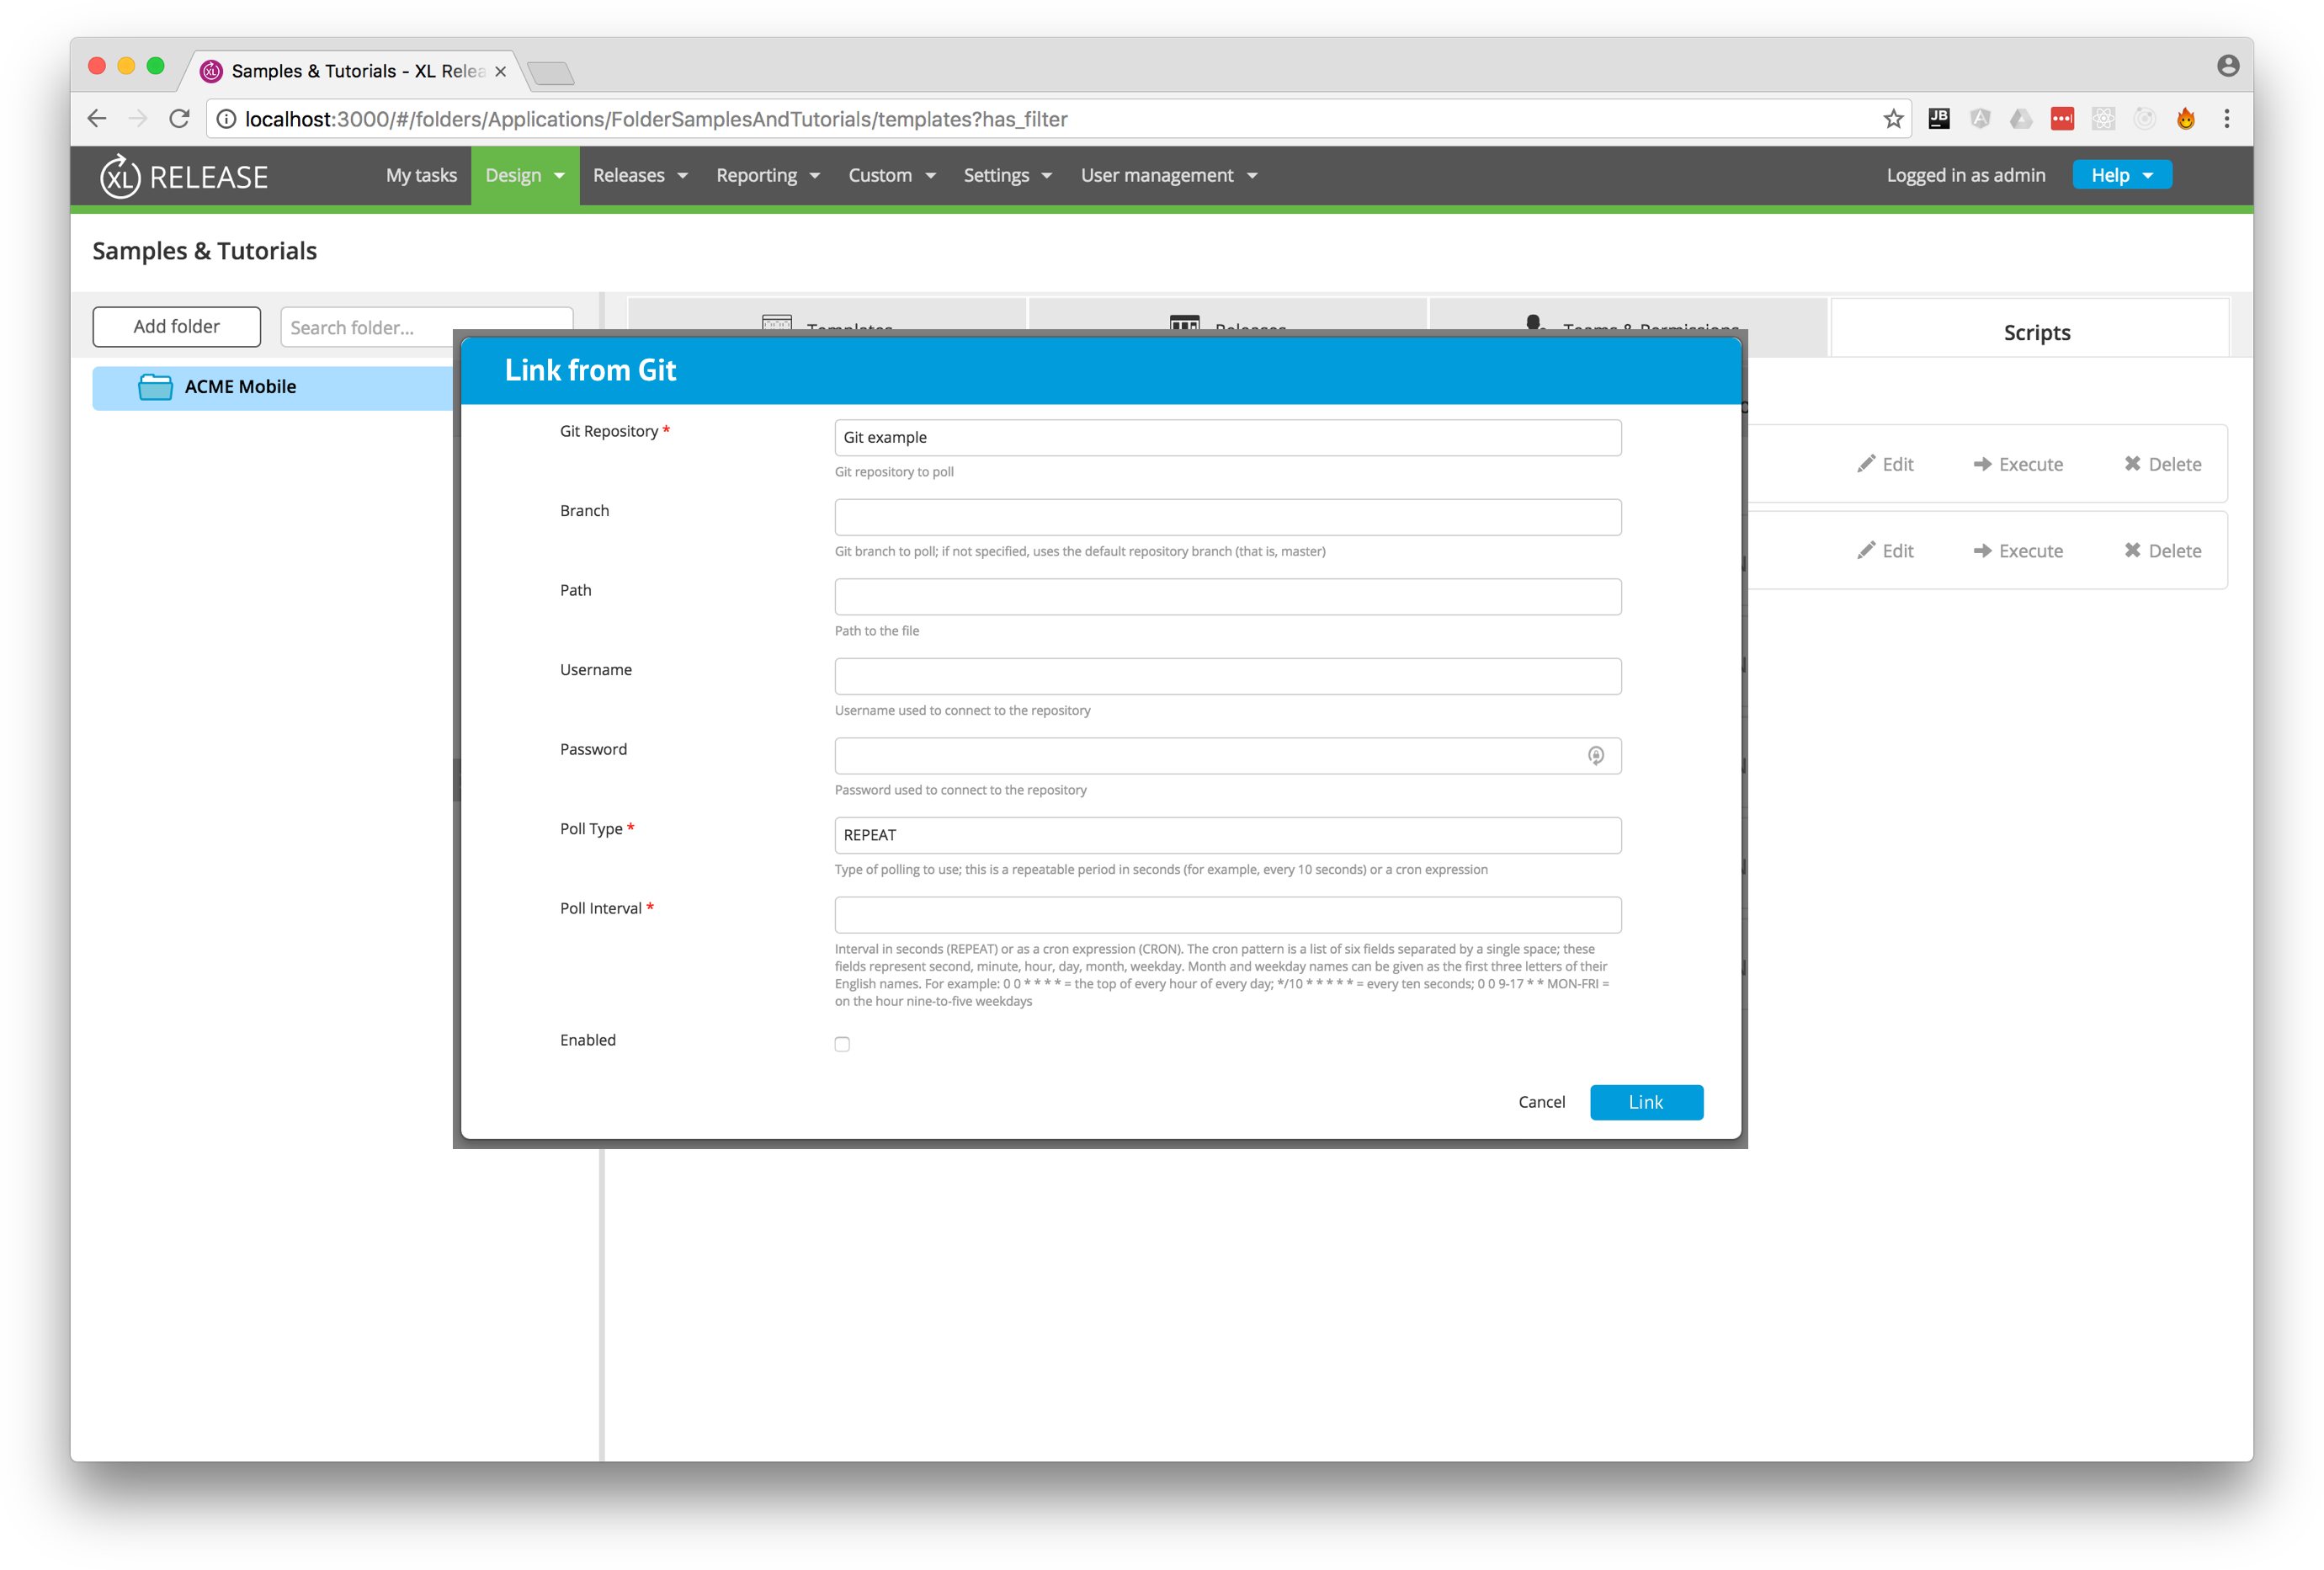 Samples & Tutorials - XL Relea
localhost:3000/#/folders/Applications/FolderSamplesAndTutorials/templates?has_filter
JB
XL RELEASE
My tasks Design Releases Reporting Custom Settings User management Logged in as admin Help
Samples & Tutorials
Add folder Search folder... Templates Releases Teams & Permissions Scripts
ACME Mobile
Link from Git
Git Repository *
Git example
Git repository to poll
Edit Execute Delete
Branch
Git branch to poll; if not specified, uses the default repository branch (that is, master)
Edit Execute Delete
Path
Path to the file
Username
Username used to connect to the repository
Password
Password used to connect to the repository
Poll Type *
REPEAT
Type of polling to use; this is a repeatable period in seconds (for example, every 10 seconds) or a cron expression
Poll Interval *
Interval in seconds (REPEAT) or as a cron expression (CRON). The cron pattern is a list of six fields separated by a single space; these
fields represent second, minute, hour, day, month, weekday. Month and weekday names can be given as the first three letters of their
English names. For example: 0 0 * * * * = the top of every hour of every day; */10 * * * * * = every ten seconds; 0 0 9-17 * * MON-FRI =
on the hour nine-to-five weekdays
Enabled
Cancel Link